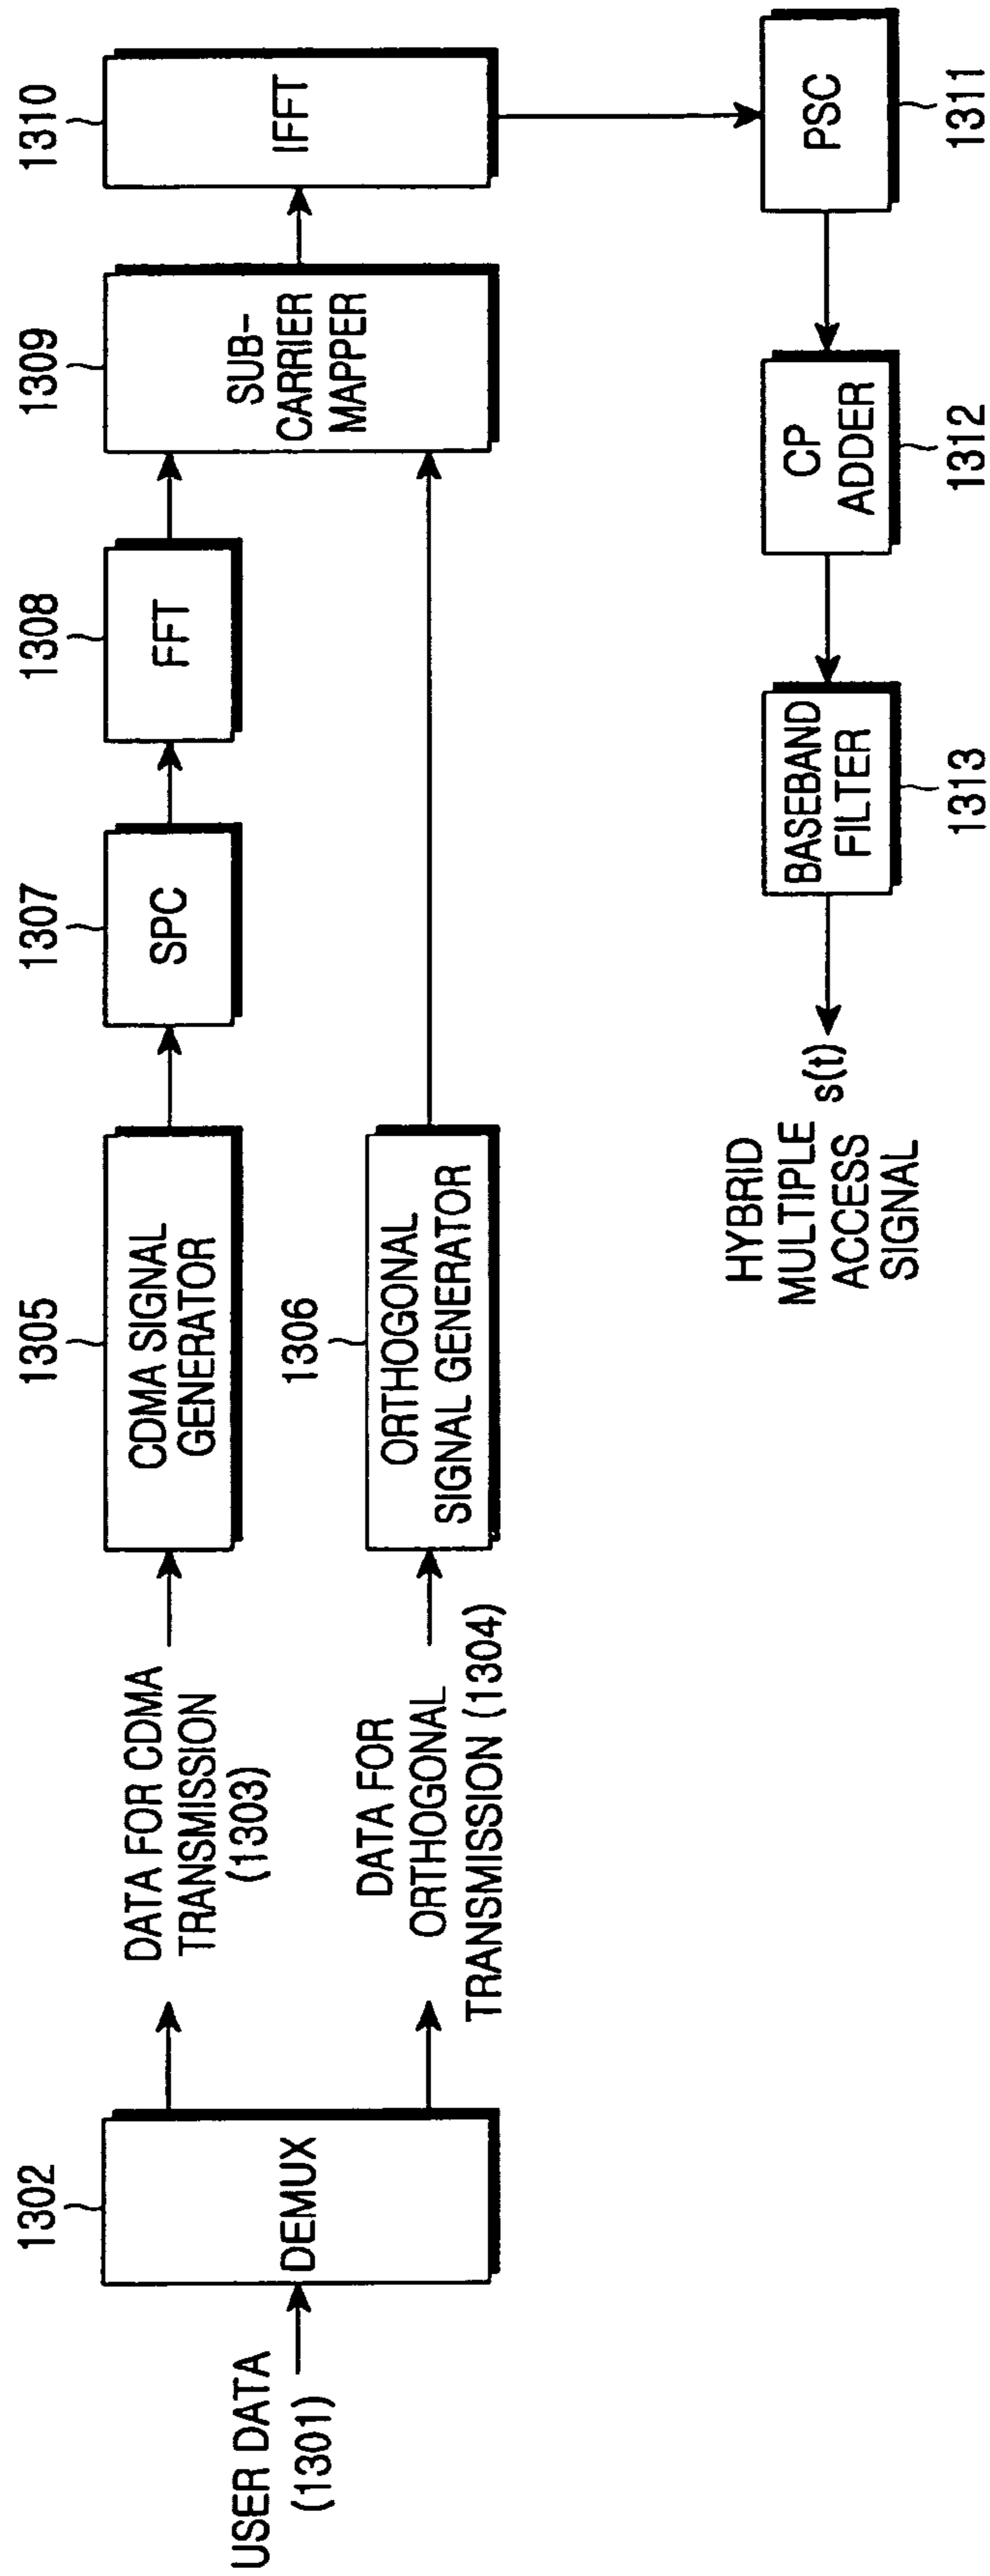 USER DATA
(1301)
1302
DEMUX
DATA FOR CDMA
TRANSMISSION
(1303)
DATA FOR
ORTHOGONAL
TRANSMISSION (1304)
1305
CDMA SIGNAL
GENERATOR
1306
ORTHOGONAL
SIGNAL GENERATOR
1307
SPC
1308
FFT
1309
SUB-
CARRIER
MAPPER
1310
IFFT
PSC
1311
CP
ADDER
1312
BASEBAND
FILTER
1313
s(t)
HYBRID
MULTIPLE
ACCESS
SIGNAL